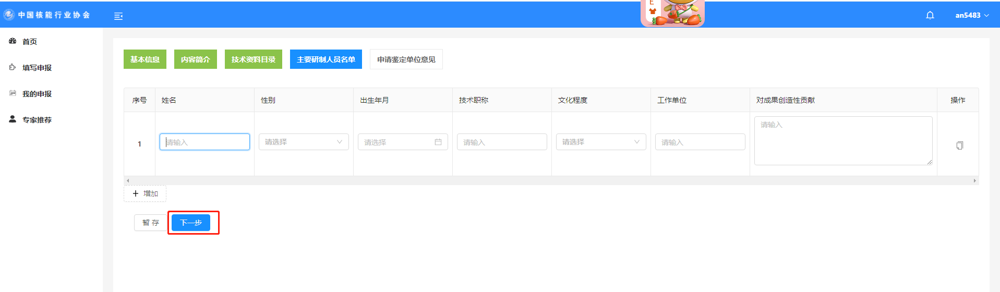 中国核能行业协会
E
an5483
首页
填写申报
我的申报
专家推荐
基本信息 内容简介 技术资料目录 主要研制人员名单 申请鉴定单位意见
序号 姓名 性别 出生年月 技术职称 文化程度 工作单位 对成果创造性贡献 操作
1 请输入 请选择 请选择 请输入 请选择 请输入 请输入
+ 增加
暂 存 下一步